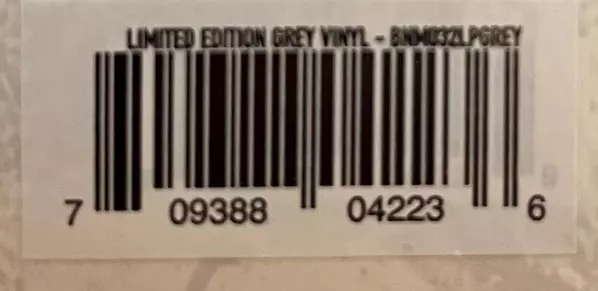 LIMITED EDITION GREY VINYL - BNM032LPGREY
7 09388 04223 6